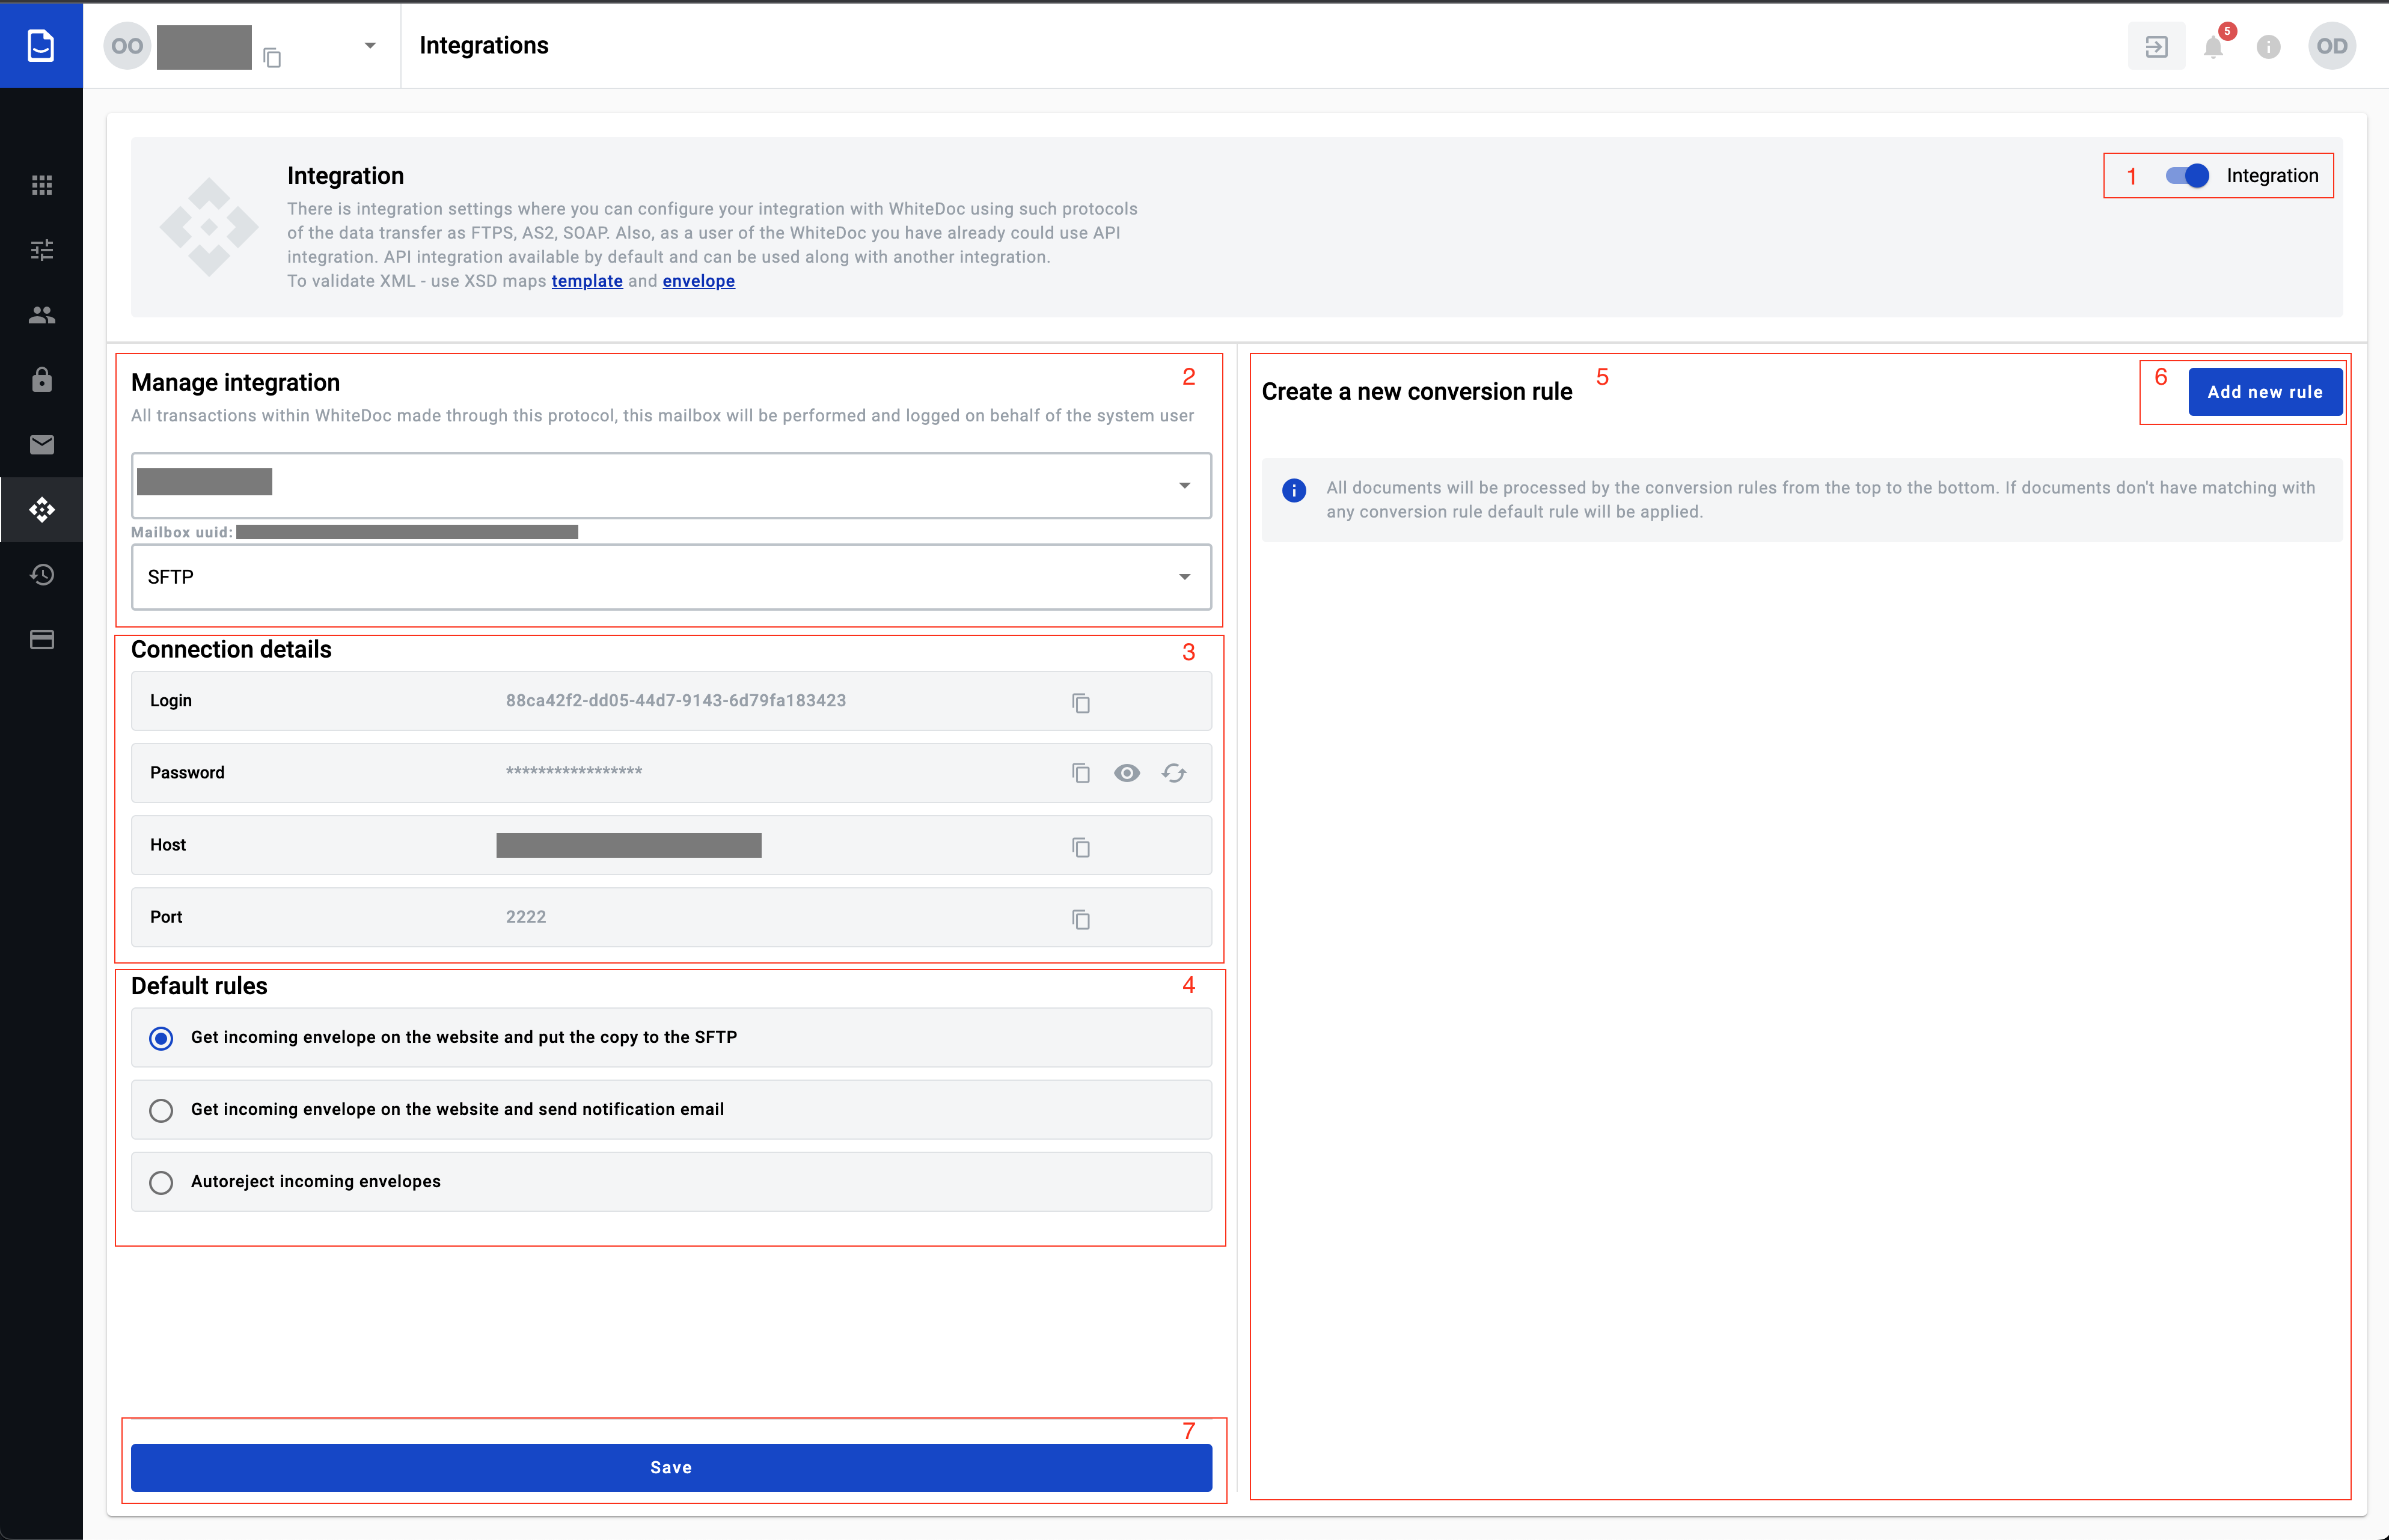 OO
Integrations
5
OD
Integration
1 Integration
There is integration settings where you can configure your integration with WhiteDoc using such protocols
of the data transfer as FTPS, AS2, SOAP. Also, as a user of the WhiteDoc you have already could use API
integration. API integration available by default and can be used along with another integration.
To validate XML - use XSD maps template and envelope
Manage integration 2
All transactions within WhiteDoc made through this protocol, this mailbox will be performed and logged on behalf of the system user
Mailbox uuid:
SFTP
Connection details 3
Login 88ca42f2-dd05-44d7-9143-6d79fa183423
Password *****************
Host
Port 2222
Default rules 4
Get incoming envelope on the website and put the copy to the SFTP
Get incoming envelope on the website and send notification email
Autoreject incoming envelopes
7
Save
Create a new conversion rule 5
6 Add new rule
All documents will be processed by the conversion rules from the top to the bottom. If documents don't have matching with
any conversion rule default rule will be applied.